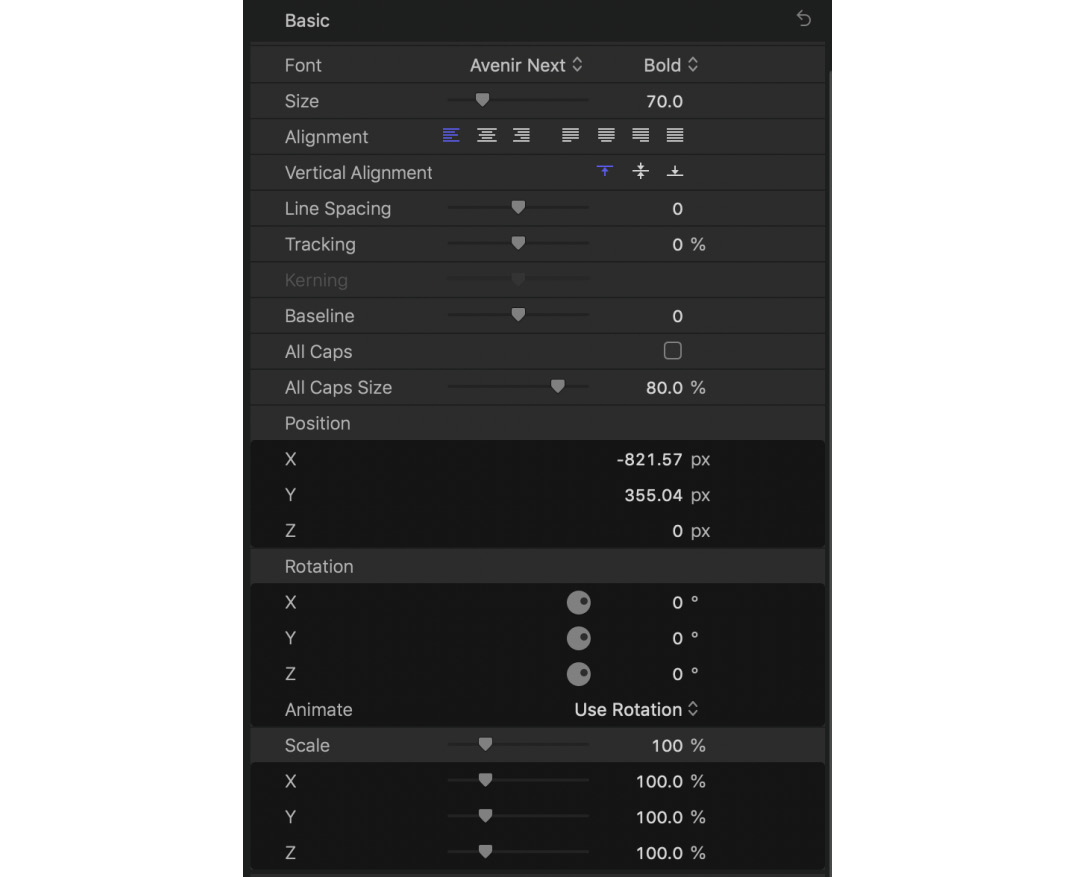 Basic
Font Avenir Next Bold
Size 70.0
Alignment
Vertical Alignment
Line Spacing 0
Tracking 0 %
Kerning
Baseline 0
All Caps
All Caps Size 80.0 %
Position
X -821.57 px
Y 355.04 px
Z 0 px
Rotation
X 0 °
Y 0 °
Z 0 °
Animate Use Rotation
Scale 100 %
X 100.0 %
Y 100.0 %
Z 100.0 %